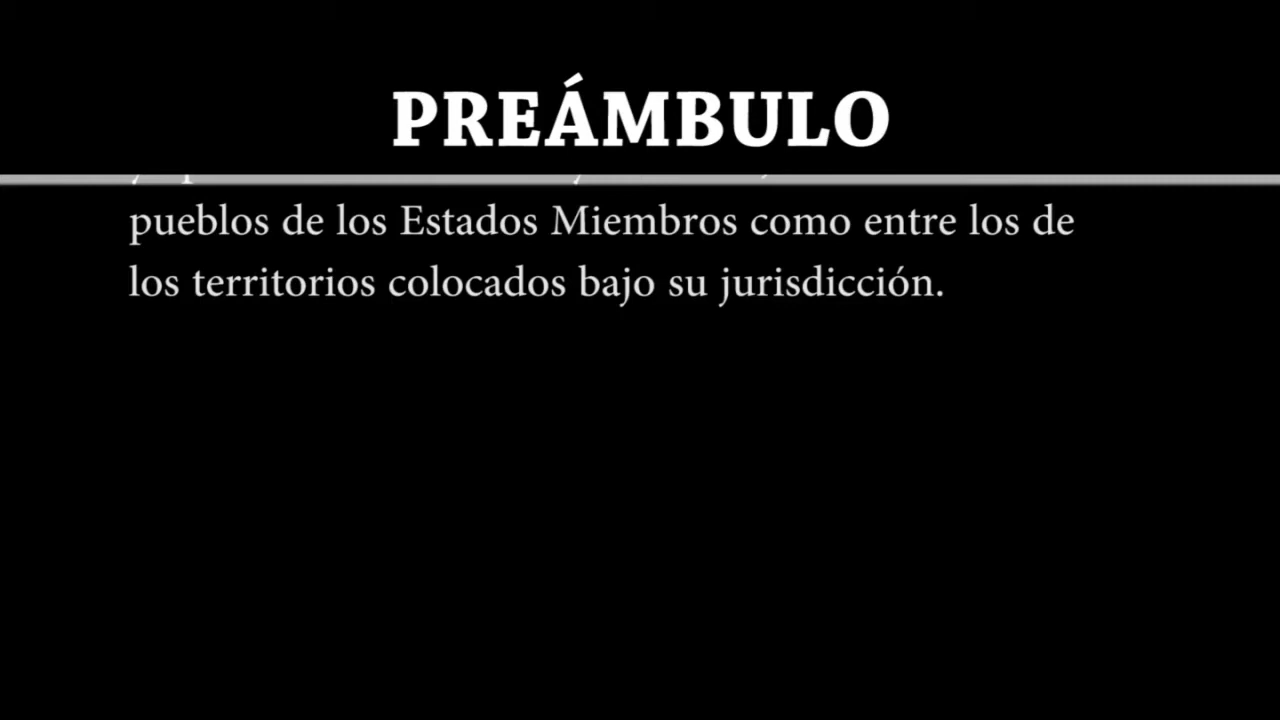 PREÁMBULO
pueblos de los Estados Miembros como entre los de
los territorios colocados bajo su jurisdicción.